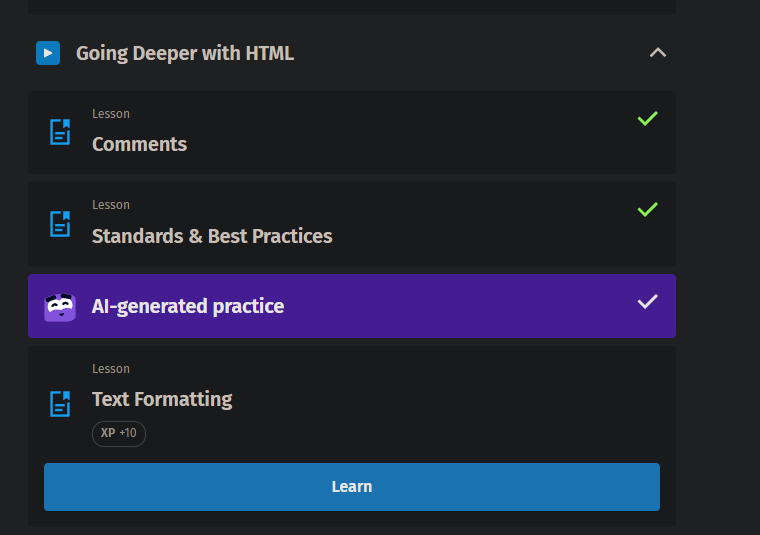 Going Deeper with HTML
Lesson
Comments
Lesson
Standards & Best Practices
AI-generated practice
Lesson
Text Formatting
XP +10
Learn